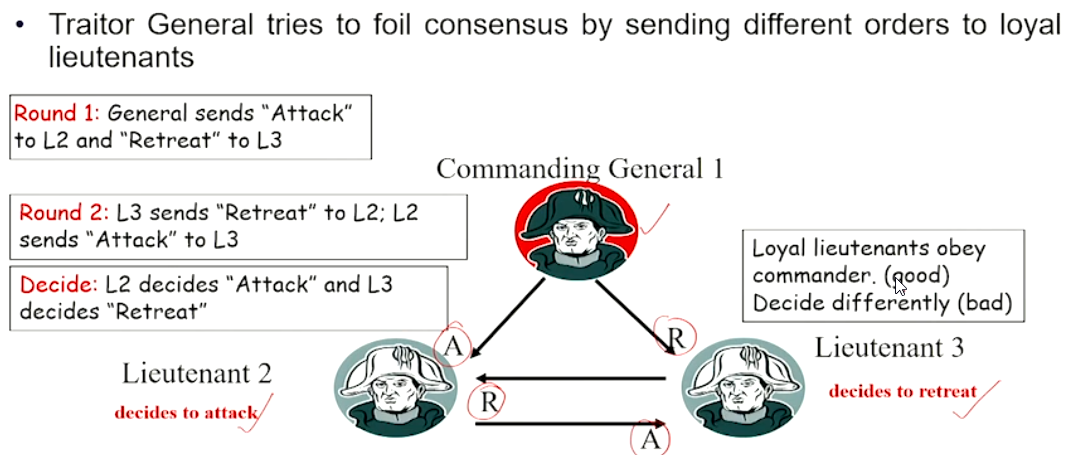 • Traitor General tries to foil consensus by sending different orders to loyal
lieutenants
Round 1: General sends “Attack”
to L2 and “Retreat” to L3
Commanding General 1
Round 2: L3 sends “Retreat” to L2; L2
sends “Attack” to L3
Loyal lieutenants obey
commander. (good)
Decide differently (bad)
Decide: L2 decides “Attack” and L3
decides “Retreat”
A
R
Lieutenant 2
decides to attack
Lieutenant 3
decides to retreat
R
A